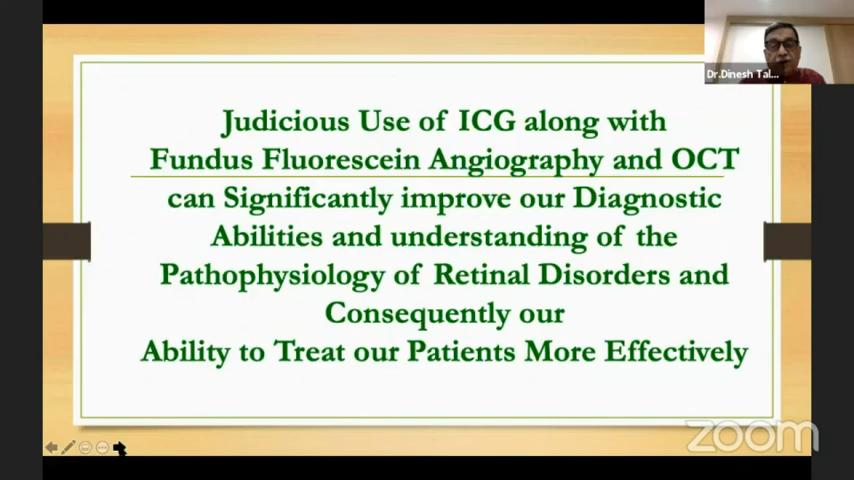 Dr.Dinesh Tal...
Judicious Use of ICG along with
Fundus Fluorescein Angiography and OCT
can Significantly improve our Diagnostic
Abilities and understanding of the
Pathophysiology of Retinal Disorders and
Consequently our
Ability to Treat our Patients More Effectively
zoom